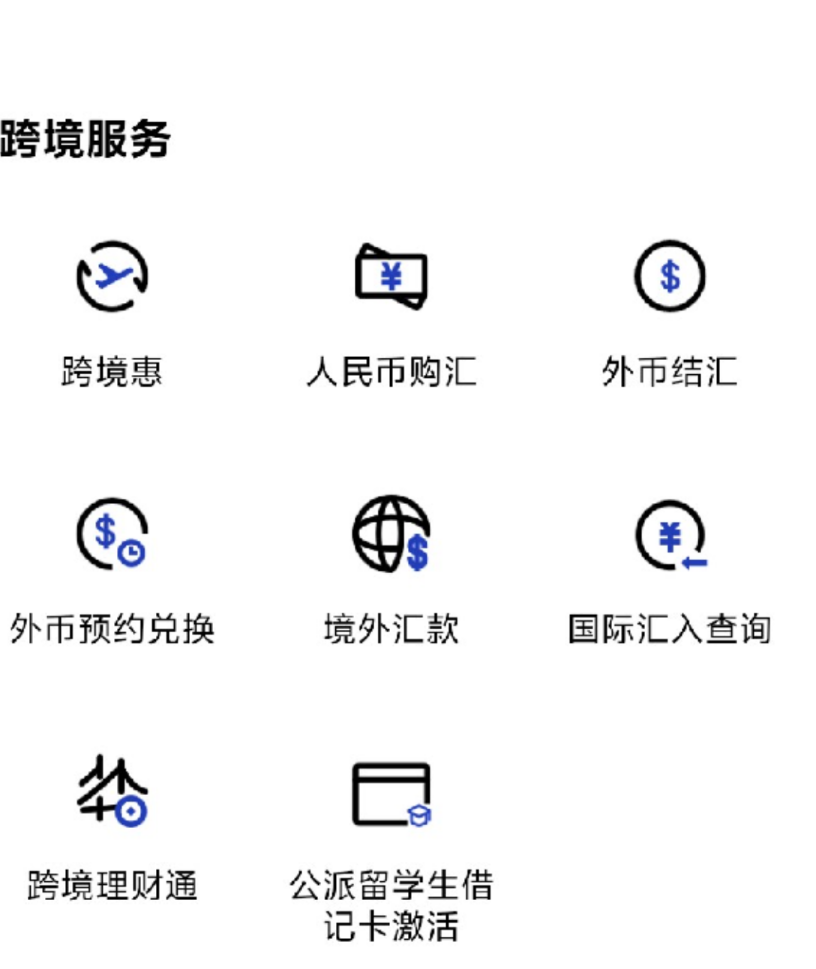 跨境服务
跨境惠
人民币购汇
外币结汇
外币预约兑换
境外汇款
国际汇入查询
跨境理财通
公派留学生借
记卡激活